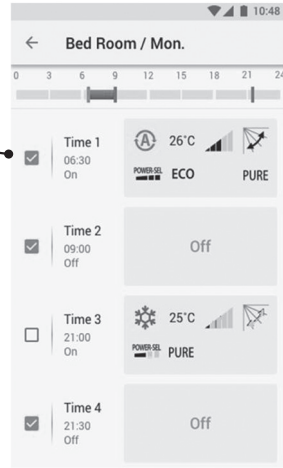 10:48
Bed Room / Mon.
0 3 6 9 12 15 18 21 24
Time 1
06:30
On
A 26°C
POWER-SEL ECO PURE
Time 2
09:00
Off
Off
Time 3
21:00
On
25°C
POWER-SEL PURE
Time 4
21:30
Off
Off